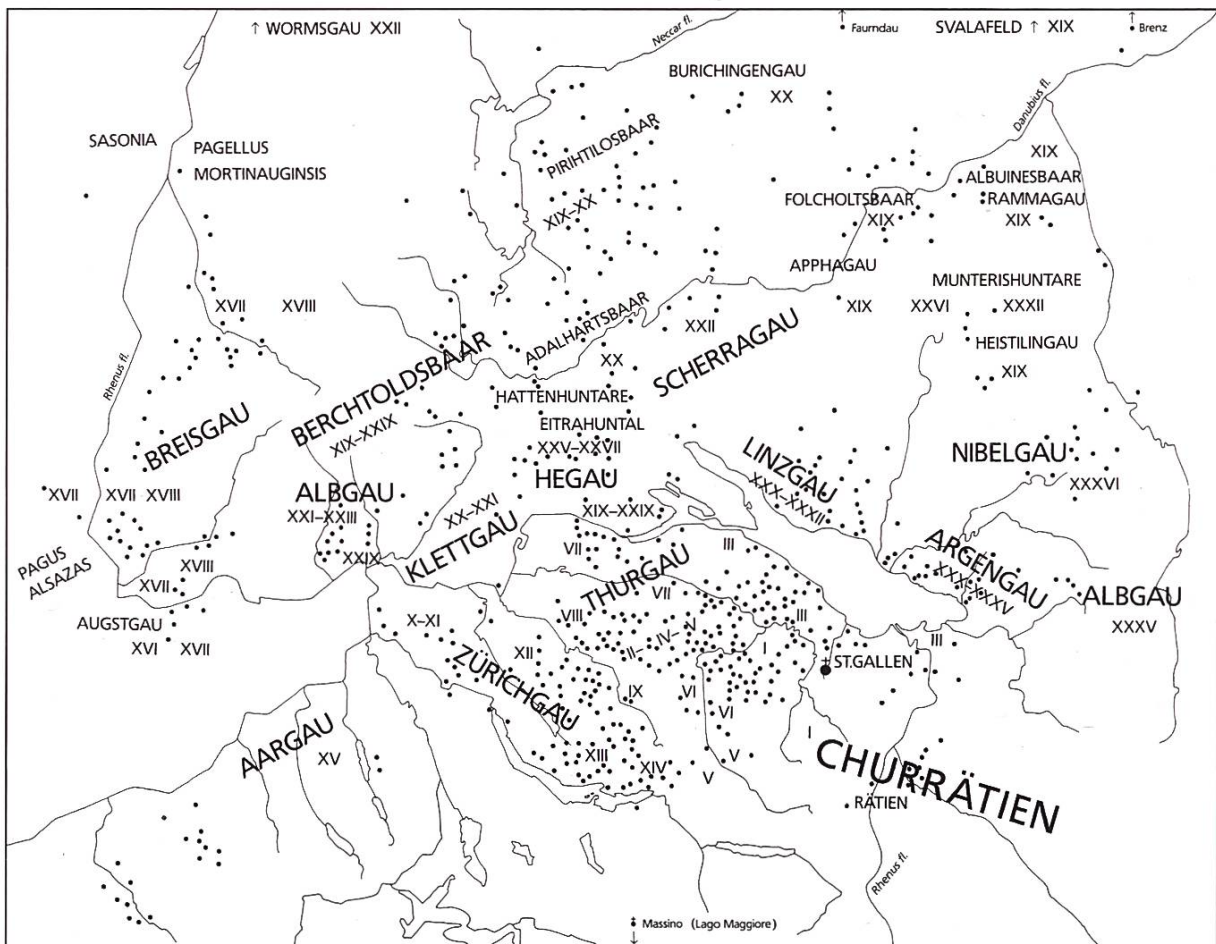 ↑ WORMSGAU XXII
Neccar fl.
Faurndau
SVALAFELD ↑ XIX
Brenz
BURICHINGENGAU
XX
Danubius fl.
SASONIA
PAGELLUS
MORTINAUGINSIS
PIRIHTILOSBAAR
XIX–XX
XIX
ALBUINESBAAR
FOLCHOLTSBAAR
XIX
RAMMAGAU
XIX
APPHAGAU
MUNTERISHUNTARE
XVII
XVIII
XIX
XXVI
XXXII
Rhenus fl.
ADALHARTSBAAR
XXII
SCHERRAGAU
HEISTILINGAU
XIX
XX
BERCHTOLDSBAAR
XIX–XXIX
HATTENHUNTARE
BREISGAU
EITRAHUNTAL
XXV–XXVII
HEGAU
LINZGAU
XXX–XXXII
NIBELGAU
XXXVI
XVII
XVII
XVIII
ALBGAU
XXI–XXIII
XX–XXI
XIX–XXIX
KLETTGAU
PAGUS
ALSAZAS
XVIII
XVII
XXIX
VII
THURGAU
III
ARGENGAU
XXX–XXXV
ALBGAU
XXXV
AUGSTGAU
XVI
XVII
X–XI
VIII
VII
II–
IV–
V
III
III
XII
ZÜRICHGAU
I
ST.GALLEN
IX
VI
VI
AARGAU
XV
XIII
XIV
V
V
I
CHURRÄTIEN
RÄTIEN
Rhenus fl.
Massino (Lago Maggiore)